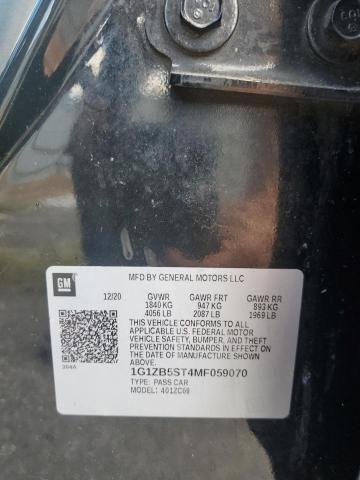 GM
MFD BY GENERAL MOTORS LLC
12/20 GVWR GAWR FRT GAWR RR
1840 KG 947 KG 893 KG
4056 LB 2087 LB 1969 LB
THIS VEHICLE CONFORMS TO ALL
APPLICABLE U.S. FEDERAL MOTOR
VEHICLE SAFETY, BUMPER, AND THEFT
PREVENTION STANDARDS IN EFFECT ON
THE DATE OF MANUFACTURE SHOWN ABOVE.
1G1ZB5ST4MF059070
TYPE: PASS CAR
MODEL: 401ZC69